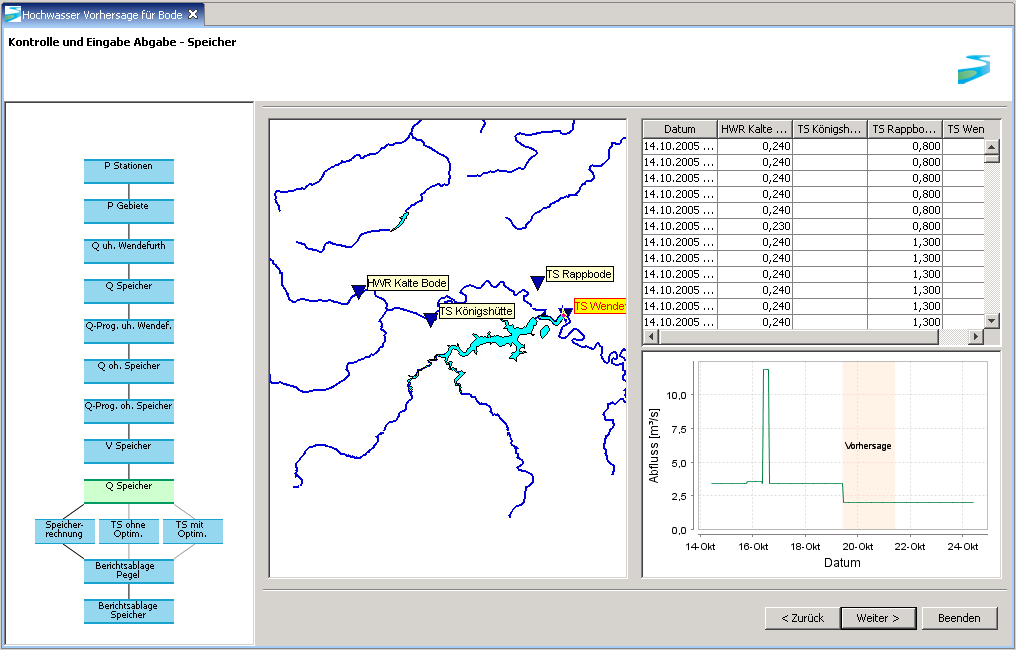 Hochwasser Vorhersage für Bode
Kontrolle und Eingabe Abgabe - Speicher
P Stationen
P Gebiete
Q uh. Wendefurth
Q Speicher
Q-Prog. uh. Wendef.
Q oh. Speicher
Q-Prog. oh. Speicher
V Speicher
Q Speicher
Speicher-
rechnung
TS ohne
Optim.
TS mit
Optim.
Berichtsablage
Pegel
Berichtsablage
Speicher
HWR Kalte Bode
TS Königshütte
TS Rappbode
TS Wende
Datum HWR Kalte ... TS Königsh... TS Rappbo... TS Wen
14.10.2005 ... 0,240 0,800
14.10.2005 ... 0,240 0,800
14.10.2005 ... 0,240 0,800
14.10.2005 ... 0,240 0,800
14.10.2005 ... 0,240 0,800
14.10.2005 ... 0,230 0,800
14.10.2005 ... 0,240 1,300
14.10.2005 ... 0,240 1,300
14.10.2005 ... 0,240 1,300
14.10.2005 ... 0,240 1,300
14.10.2005 ... 0,240 1,300
14.10.2005 ... 0,240 1,300
Abfluss [m³/s]
10,0
7,5
5,0
2,5
0,0
Vorhersage
14-Okt 16-Okt 18-Okt 20-Okt 22-Okt 24-Okt
Datum
< Zurück
Weiter >
Beenden